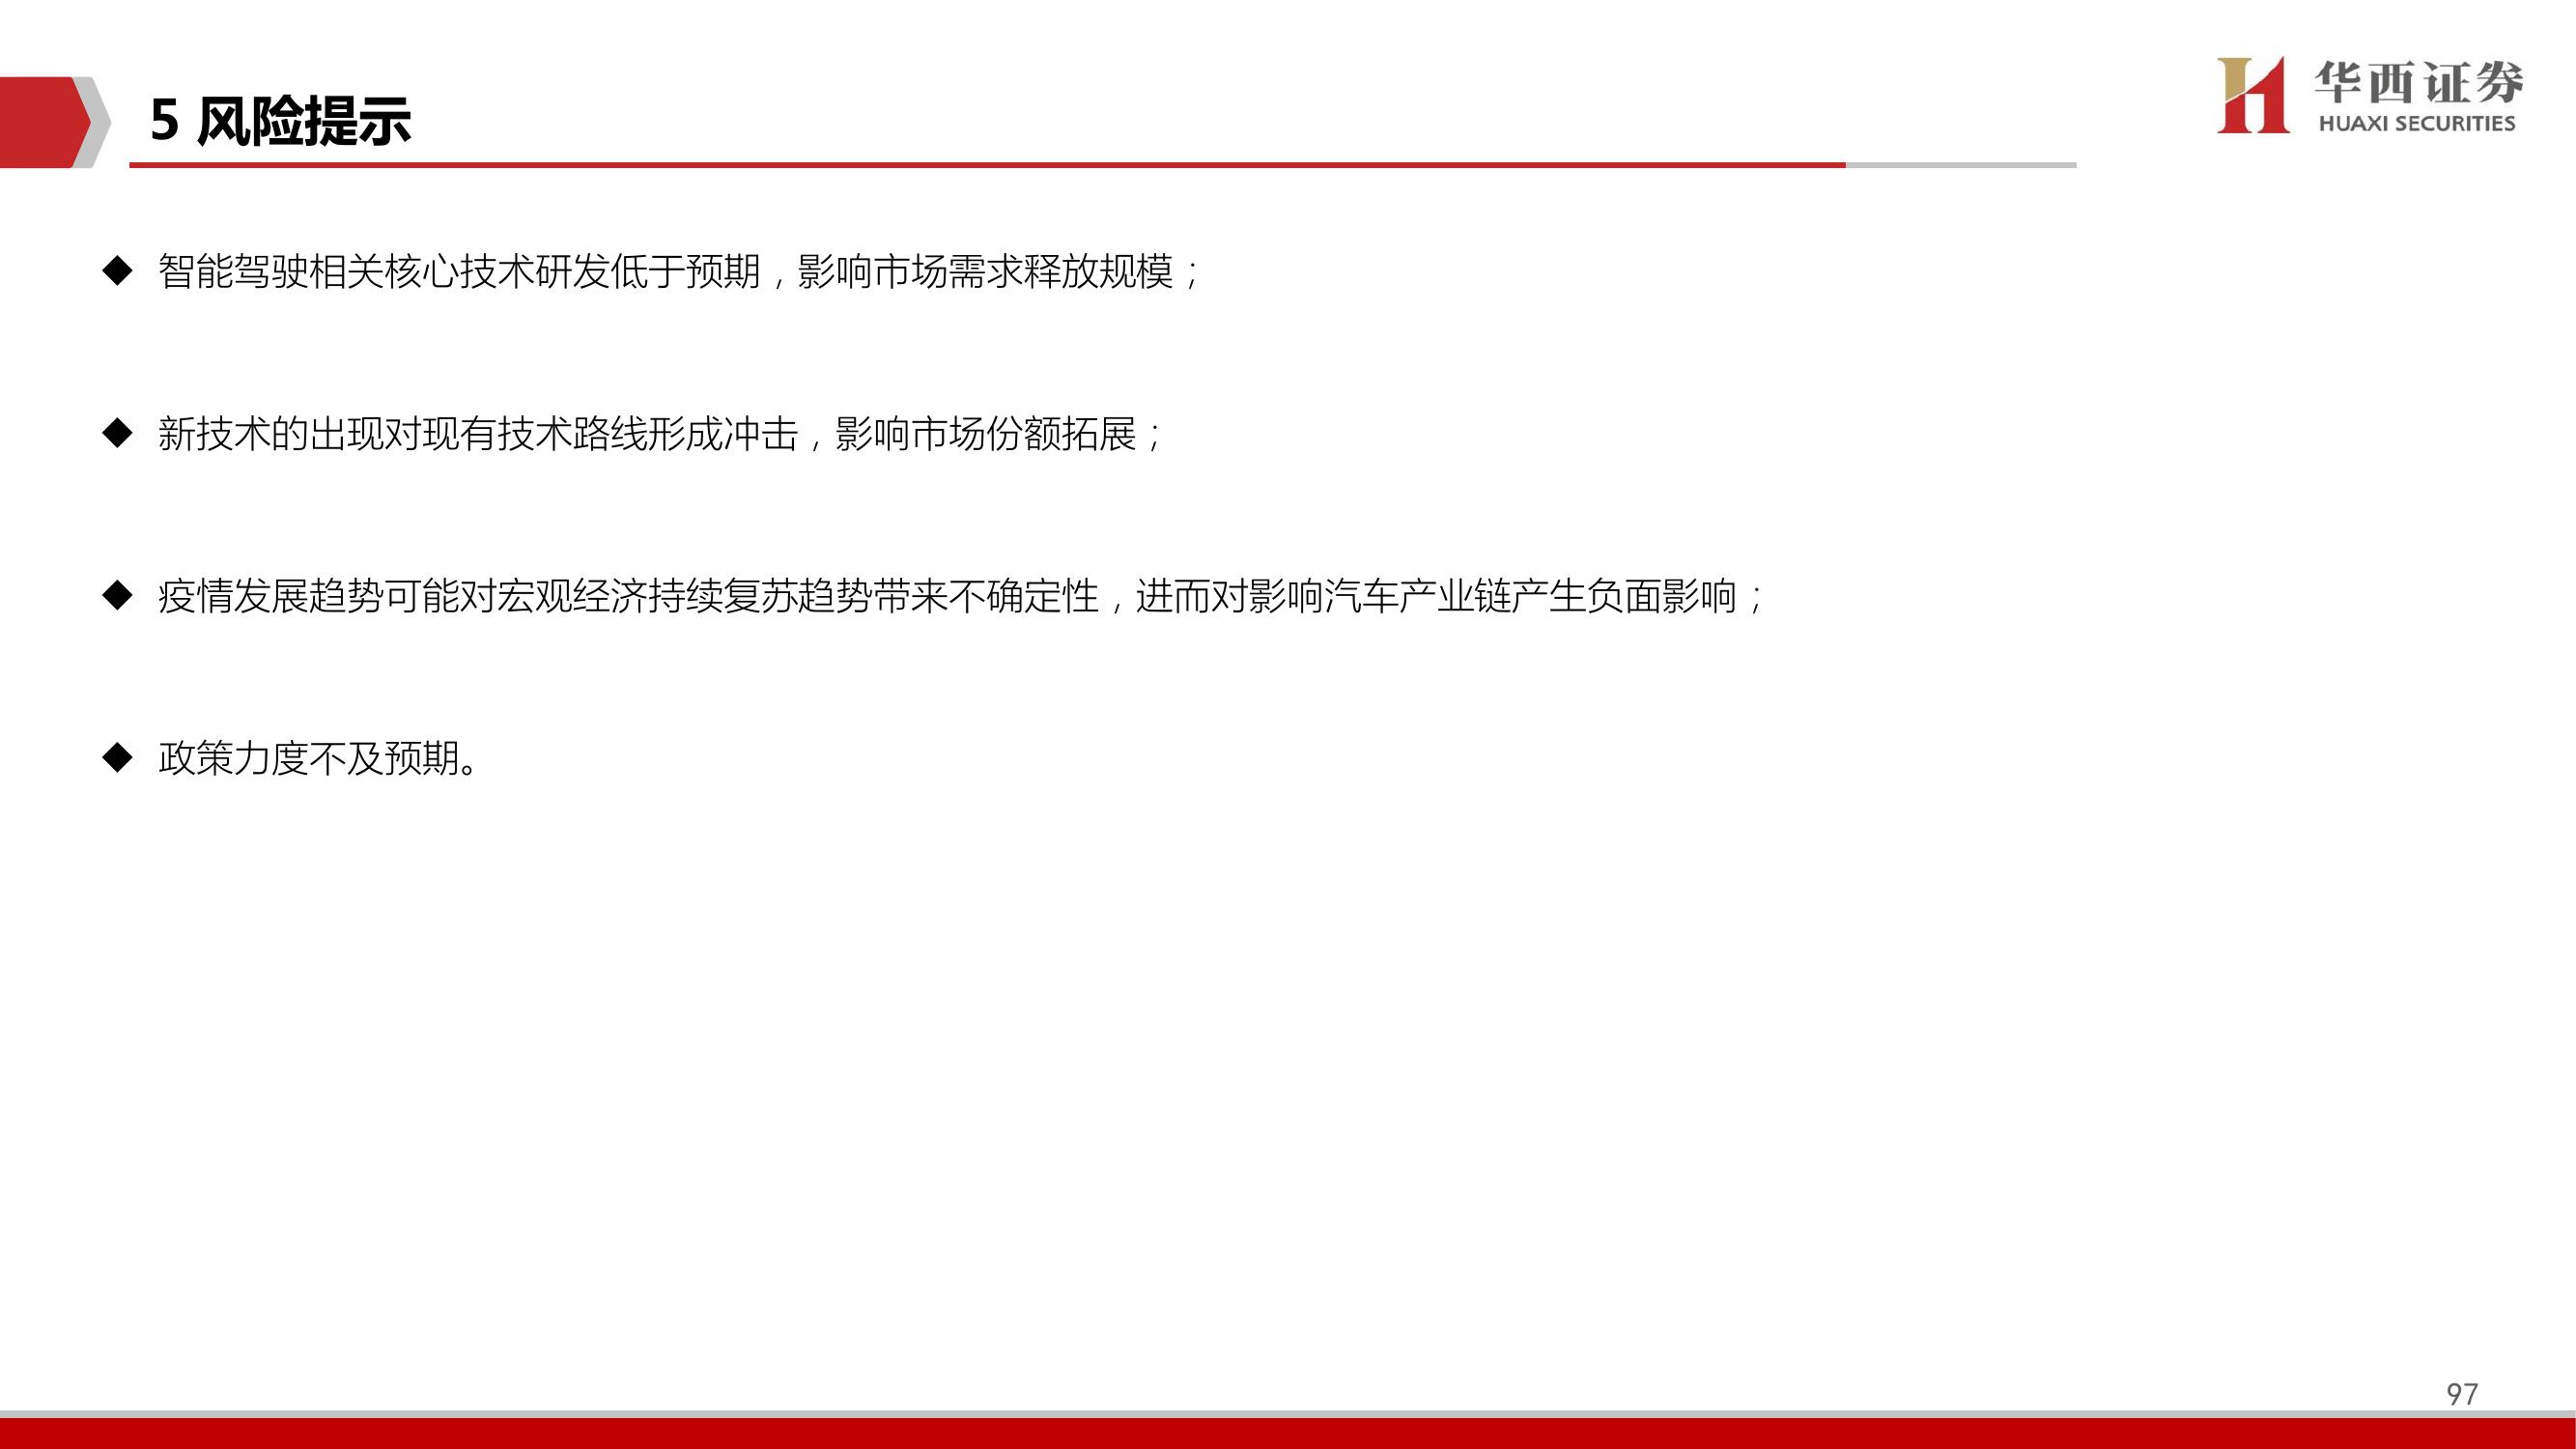 5 风险提示
华西证券
HUAXI SECURITIES
◆ 智能驾驶相关核心技术研发低于预期，影响市场需求释放规模；
◆ 新技术的出现对现有技术路线形成冲击，影响市场份额拓展；
◆ 疫情发展趋势可能对宏观经济持续复苏趋势带来不确定性，进而对影响汽车产业链产生负面影响；
◆ 政策力度不及预期。
97